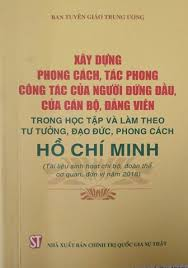 BAN TUYÊN GIÁO TRUNG ƯƠNG
XÂY DỰNG
PHONG CÁCH, TÁC PHONG
CÔNG TÁC CỦA NGƯỜI ĐỨNG ĐẦU,
CỦA CÁN BỘ, ĐẢNG VIÊN
TRONG HỌC TẬP VÀ LÀM THEO
TƯ TƯỞNG, ĐẠO ĐỨC, PHONG CÁCH
HỒ CHÍ MINH
(Tài liệu sinh hoạt chi bộ, đoàn thể,
cơ quan, đơn vị năm 2018)
ST
NHÀ XUẤT BẢN CHÍNH TRỊ QUỐC GIA SỰ THẬT